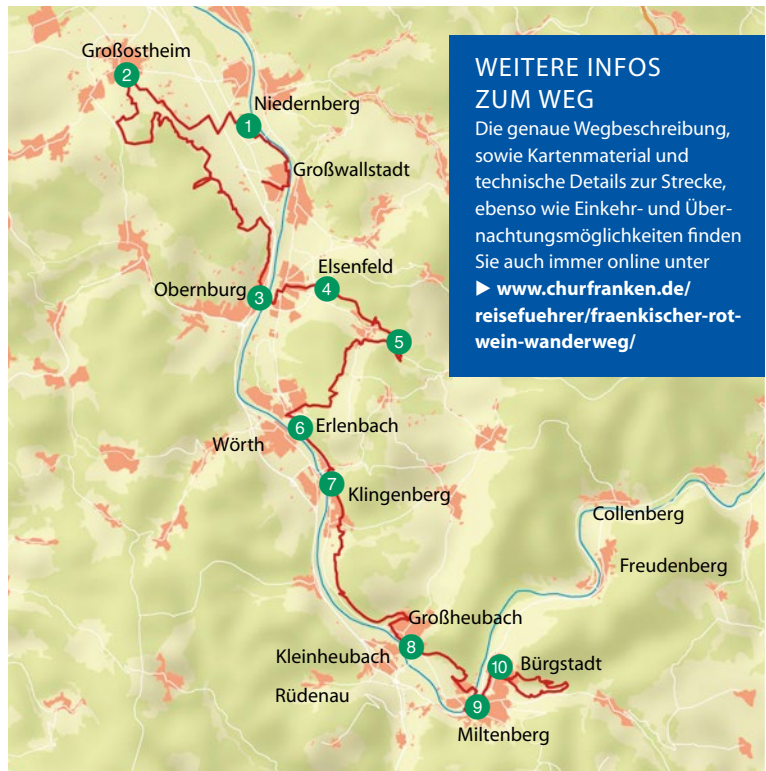 Großostheim
2
Niedernberg
1
Großwallstadt
Elsenfeld
Obernburg
3
4
5
6
Erlenbach
Wörth
7
Klingenberg
Collenberg
Freudenberg
Großheubach
Kleinheubach
8
10
Bürgstadt
Rüdenau
9
Miltenberg
WEITERE INFOS
ZUM WEG
Die genaue Wegbeschreibung,
sowie Kartenmaterial und
technische Details zur Strecke,
ebenso wie Einkehr- und Über-
nachtungsmöglichkeiten finden
Sie auch immer online unter
▶ www.churfranken.de/
reisefuehrer/fraenkischer-rot-
wein-wanderweg/